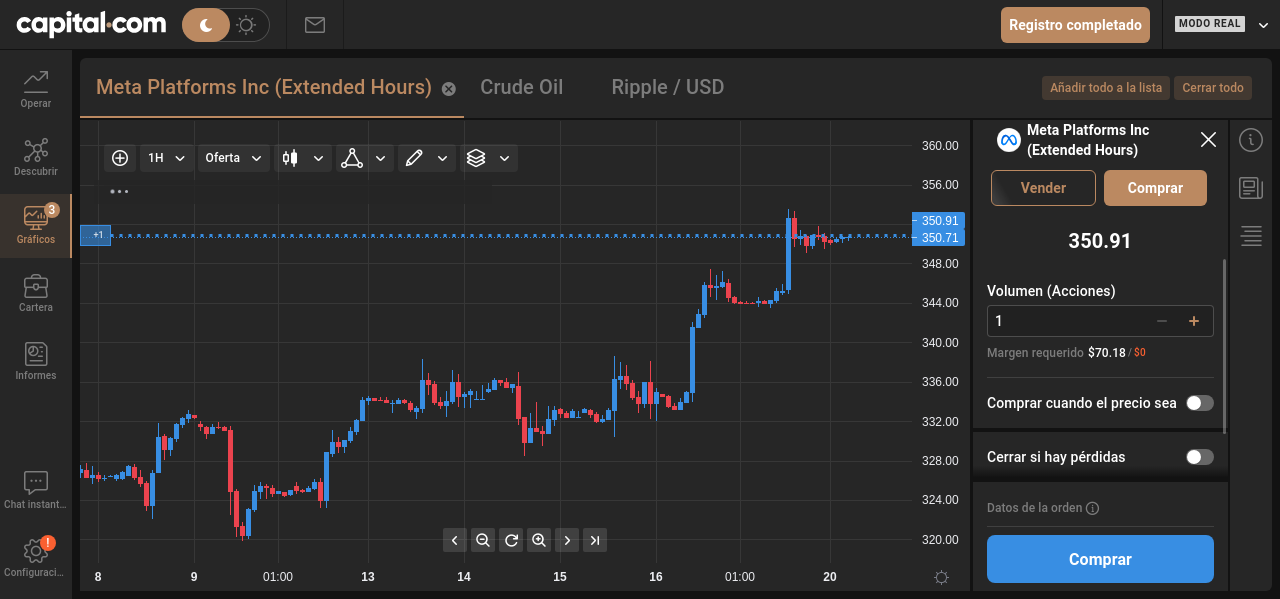 capital.com
Registro completado
MODO REAL
Operar
Descubrir
3
Gráficos
Cartera
Informes
Chat instant...
!
Configuraci...
Meta Platforms Inc (Extended Hours)
Crude Oil
Ripple / USD
Añadir todo a la lista
Cerrar todo
1H
Oferta
+1
360.00
356.00
350.91
350.71
348.00
344.00
340.00
336.00
332.00
328.00
324.00
320.00
8
9
01:00
13
14
15
16
01:00
20
Meta Platforms Inc
(Extended Hours)
Vender
Comprar
350.91
Volumen (Acciones)
1
Margen requerido $70.18 / $0
Comprar cuando el precio sea
Cerrar si hay pérdidas
Datos de la orden
Comprar